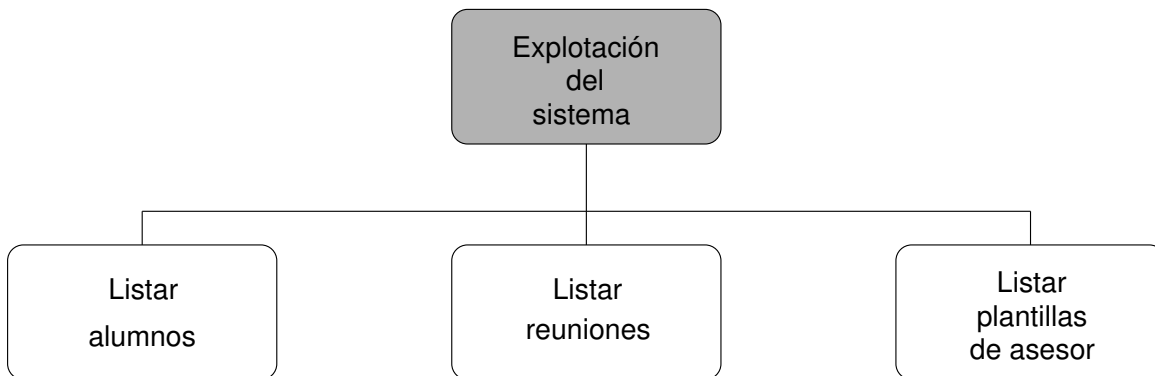 Explotación
del
sistema
Listar
alumnos
Listar
reuniones
Listar
plantillas
de asesor